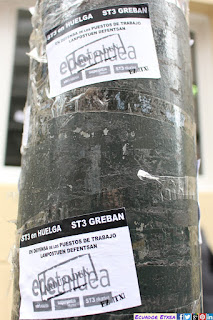 ST3 en HUELGA ST3 GREBAN
EN DEFENSA DE LOS PUESTOS DE TRABAJO
LANPOSTUEN DEFENTSAN
ST3 en HUELGA ST3 GREBAN
EN DEFENSA DE LOS PUESTOS DE TRABAJO
LANPOSTUEN DEFENTSAN
Ecuador Etxea